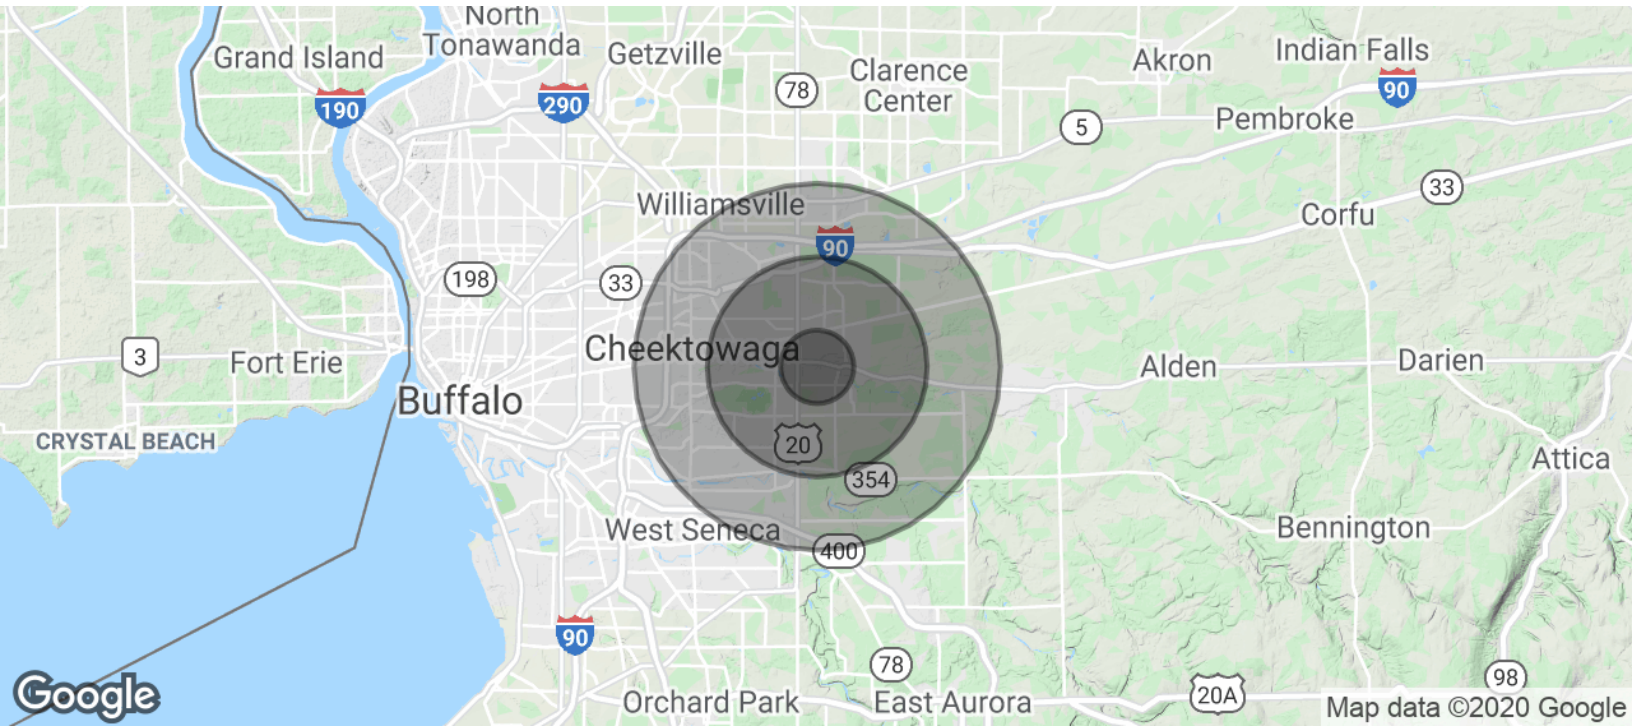 North
Tonawanda
Grand Island
Getzville
Clarence
Center
Akron
Indian Falls
190
290
78
90
5
Pembroke
33
Williamsville
Corfu
90
198
33
3
Fort Erie
Cheektowaga
Alden
Darien
Buffalo
CRYSTAL BEACH
20
354
Attica
West Seneca
400
Bennington
90
78
98
20A
Google
Orchard Park
East Aurora
Map data ©2020 Google